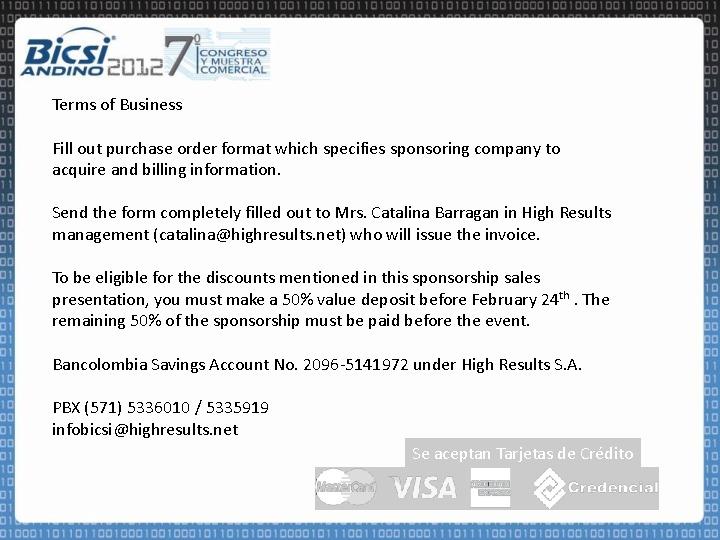 Bicsi
ANDINO 2012
7º
CONGRESO
Y MUESTRA
COMERCIAL
Terms of Business
Fill out purchase order format which specifies sponsoring company to
acquire and billing information.
Send the form completely filled out to Mrs. Catalina Barragan in High Results
management (catalina@highresults.net) who will issue the invoice.
To be eligible for the discounts mentioned in this sponsorship sales
presentation, you must make a 50% value deposit before February 24th . The
remaining 50% of the sponsorship must be paid before the event.
Bancolombia Savings Account No. 2096-5141972 under High Results S.A.
PBX (571) 5336010 / 5335919
infobicsi@highresults.net
Se aceptan Tarjetas de Crédito
MasterCard VISA Credencial